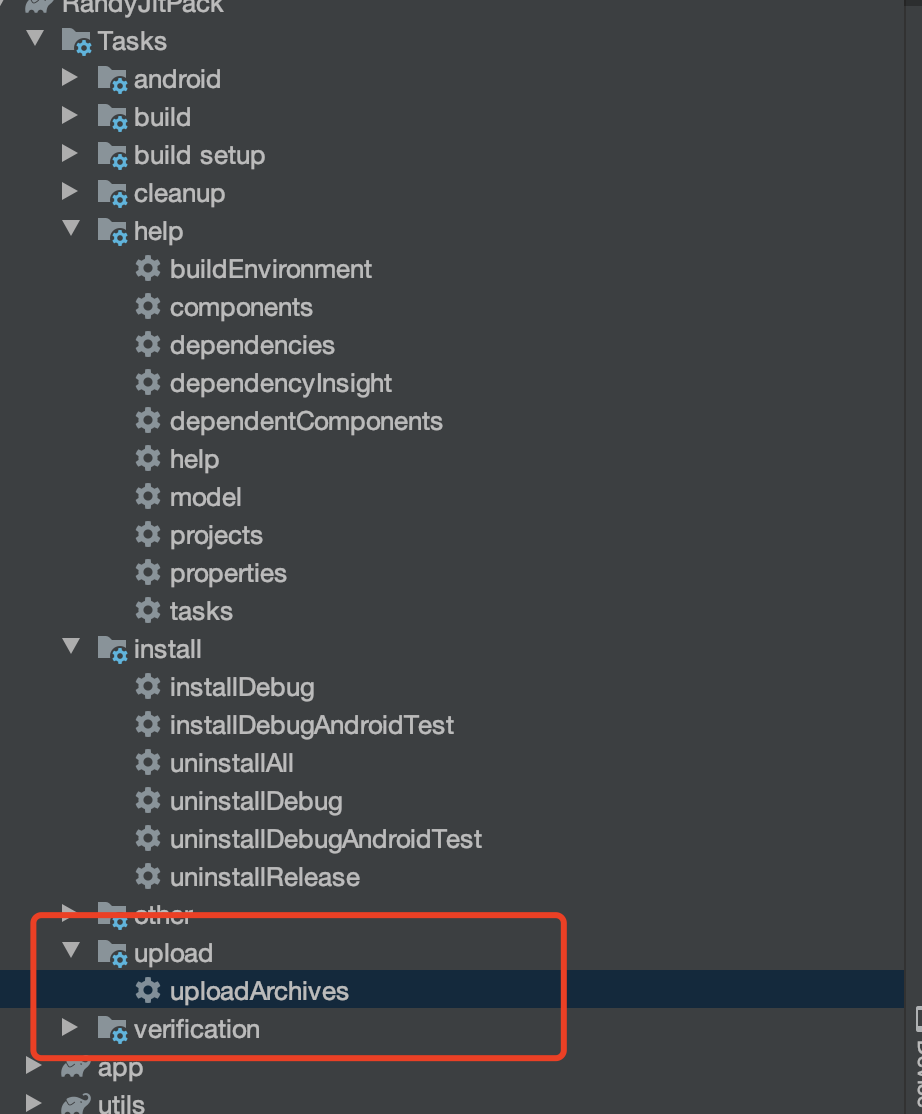 RandyJitPack
Tasks
android
build
build setup
cleanup
help
buildEnvironment
components
dependencies
dependencyInsight
dependentComponents
help
model
projects
properties
tasks
install
installDebug
installDebugAndroidTest
uninstallAll
uninstallDebug
uninstallDebugAndroidTest
uninstallRelease
other
upload
uploadArchives
verification
app
utils